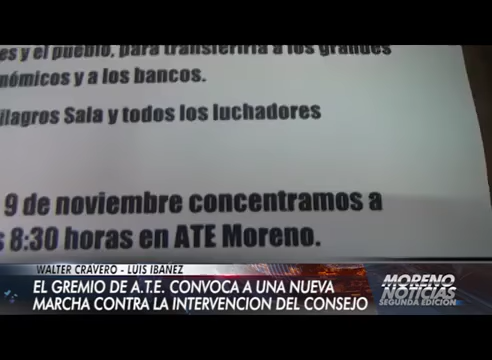 es y el pueblo, para transferirla a los grandes
nómicos y a los bancos.
ilagros Sala y todos los luchadores
9 de noviembre concentramos a
s 8:30 horas en ATE Moreno.
WALTER CRAVERO - LUIS IBAÑEZ
EL GREMIO DE A.T.E. CONVOCA A UNA NUEVA
MARCHA CONTRA LA INTERVENCION DEL CONSEJO
MORENO
NOTICIAS
SEGUNDA EDICION